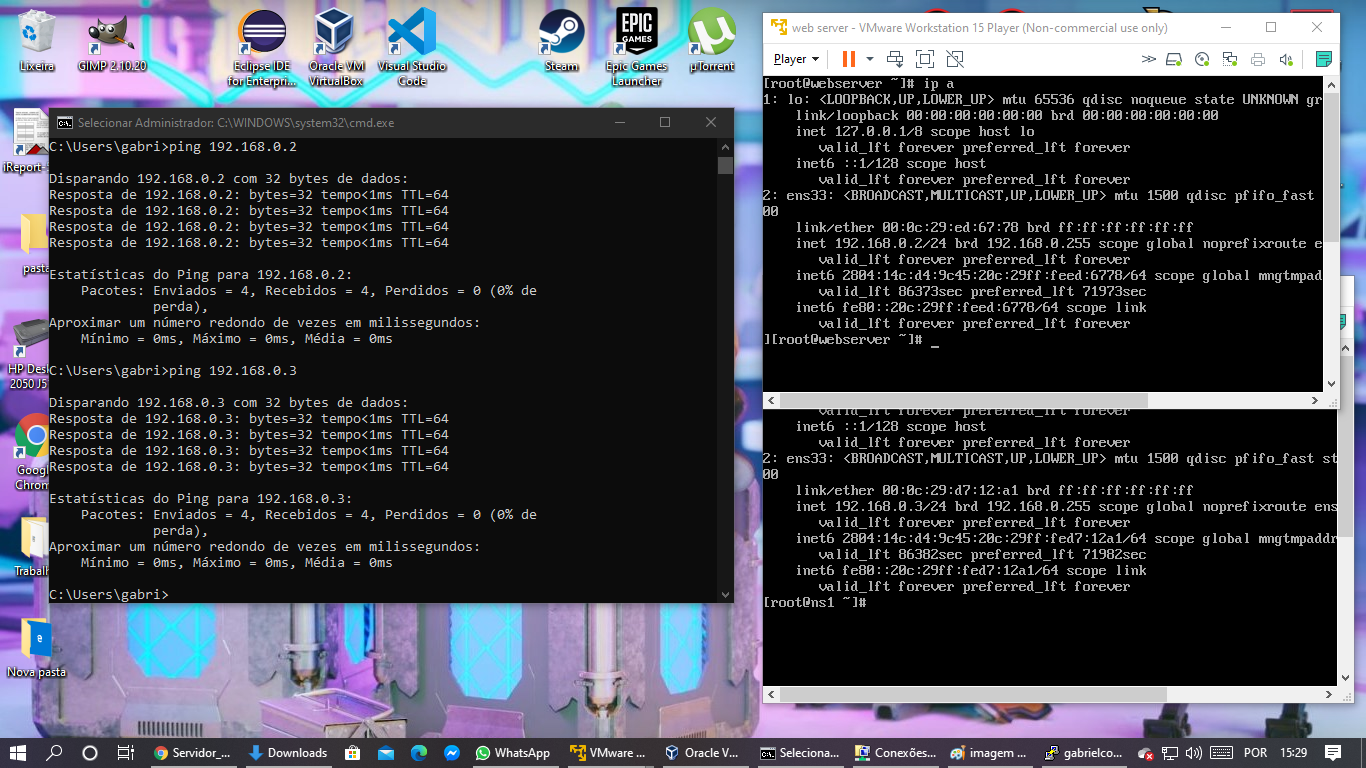 Lixeira
GIMP 2.10.20
Eclipse IDE
for Enterpri...
Oracle VM
VirtualBox
Visual Studio
Code
Steam
EPIC
GAMES
Epic Games
Launcher
µTorrent
iReport-
pasta
HP Des
2050 J5
Googl
Chrom
Trabalh
Nova pasta
Selecionar Administrador: C:\WINDOWS\system32\cmd.exe
C:\Users\gabri>ping 192.168.0.2
Disparando 192.168.0.2 com 32 bytes de dados:
Resposta de 192.168.0.2: bytes=32 tempo<1ms TTL=64
Resposta de 192.168.0.2: bytes=32 tempo<1ms TTL=64
Resposta de 192.168.0.2: bytes=32 tempo<1ms TTL=64
Resposta de 192.168.0.2: bytes=32 tempo<1ms TTL=64
Estatísticas do Ping para 192.168.0.2:
Pacotes: Enviados = 4, Recebidos = 4, Perdidos = 0 (0% de
perda),
Aproximar um número redondo de vezes em milissegundos:
Mínimo = 0ms, Máximo = 0ms, Média = 0ms
C:\Users\gabri>ping 192.168.0.3
Disparando 192.168.0.3 com 32 bytes de dados:
Resposta de 192.168.0.3: bytes=32 tempo<1ms TTL=64
Resposta de 192.168.0.3: bytes=32 tempo<1ms TTL=64
Resposta de 192.168.0.3: bytes=32 tempo<1ms TTL=64
Resposta de 192.168.0.3: bytes=32 tempo<1ms TTL=64
Estatísticas do Ping para 192.168.0.3:
Pacotes: Enviados = 4, Recebidos = 4, Perdidos = 0 (0% de
perda),
Aproximar um número redondo de vezes em milissegundos:
Mínimo = 0ms, Máximo = 0ms, Média = 0ms
C:\Users\gabri>
web server - VMware Workstation 15 Player (Non-commercial use only)
Player
[root@webserver ~]# ip a
1: lo: <LOOPBACK,UP,LOWER_UP> mtu 65536 qdisc noqueue state UNKNOWN gr
link/loopback 00:00:00:00:00:00 brd 00:00:00:00:00:00
inet 127.0.0.1/8 scope host lo
valid_lft forever preferred_lft forever
inet6 ::1/128 scope host
valid_lft forever preferred_lft forever
2: ens33: <BROADCAST,MULTICAST,UP,LOWER_UP> mtu 1500 qdisc pfifo_fast
00
link/ether 00:0c:29:ed:67:78 brd ff:ff:ff:ff:ff:ff
inet 192.168.0.2/24 brd 192.168.0.255 scope global noprefixroute e
valid_lft forever preferred_lft forever
inet6 2804:14c:d4:9c45:20c:29ff:feed:6778/64 scope global mngtmpad
valid_lft 86373sec preferred_lft 71973sec
inet6 fe80::20c:29ff:feed:6778/64 scope link
valid_lft forever preferred_lft forever
][root@webserver ~]# _
valid_lft forever preferred_lft forever
inet6 ::1/128 scope host
valid_lft forever preferred_lft forever
2: ens33: <BROADCAST,MULTICAST,UP,LOWER_UP> mtu 1500 qdisc pfifo_fast st
00
link/ether 00:0c:29:d7:12:a1 brd ff:ff:ff:ff:ff:ff
inet 192.168.0.3/24 brd 192.168.0.255 scope global noprefixroute ens
valid_lft forever preferred_lft forever
inet6 2804:14c:d4:9c45:20c:29ff:fed7:12a1/64 scope global mngtmpaddr
valid_lft 86382sec preferred_lft 71982sec
inet6 fe80::20c:29ff:fed7:12a1/64 scope link
valid_lft forever preferred_lft forever
[root@ns1 ~]#
Servidor_...
Downloads
WhatsApp
VMware ...
Oracle V...
Seleciona...
Conexões...
imagem ...
gabrielco...
POR
15:29